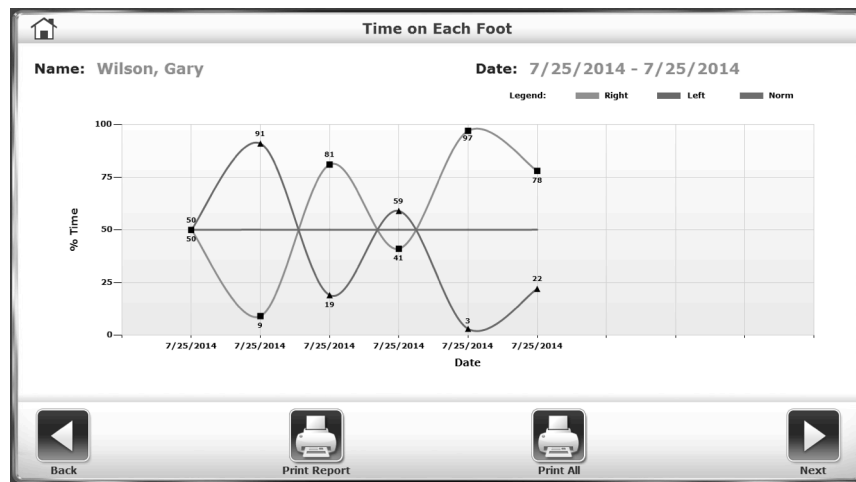 Time on Each Foot
Name: Wilson, Gary
Date: 7/25/2014 - 7/25/2014
Legend: Right Left Norm
100
97
91
81
78
75
59
% Time
50
50
50
41
25
22
19
9
3
0
7/25/2014 7/25/2014 7/25/2014 7/25/2014 7/25/2014 7/25/2014
Date
Back
Print Report
Print All
Next